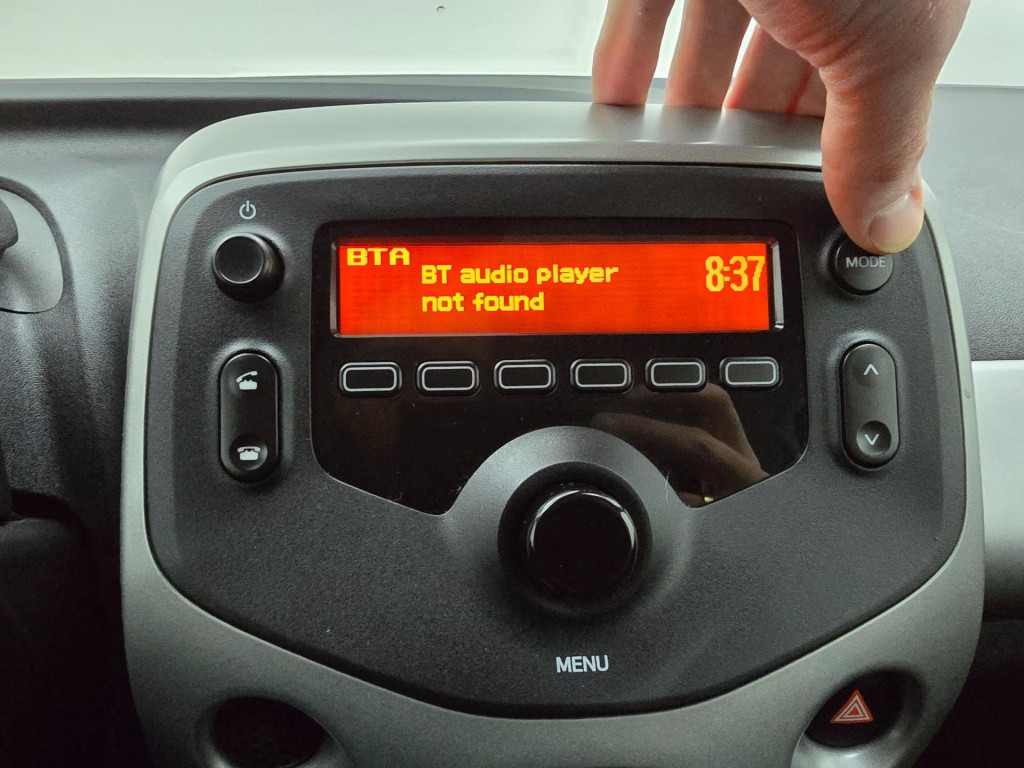 BTA
BT audio player
not found
8:37
MODE
MENU